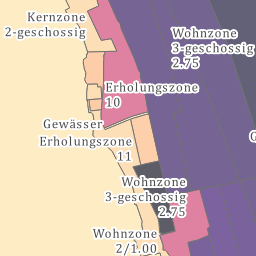 Kernzone
2-geschossig
Wohnzone
3-geschossig
2.75
Erholungszone
10
Gewässer
Erholungszone
11
Wohnzone
3-geschossig
2.75
Wohnzone
2/1.00